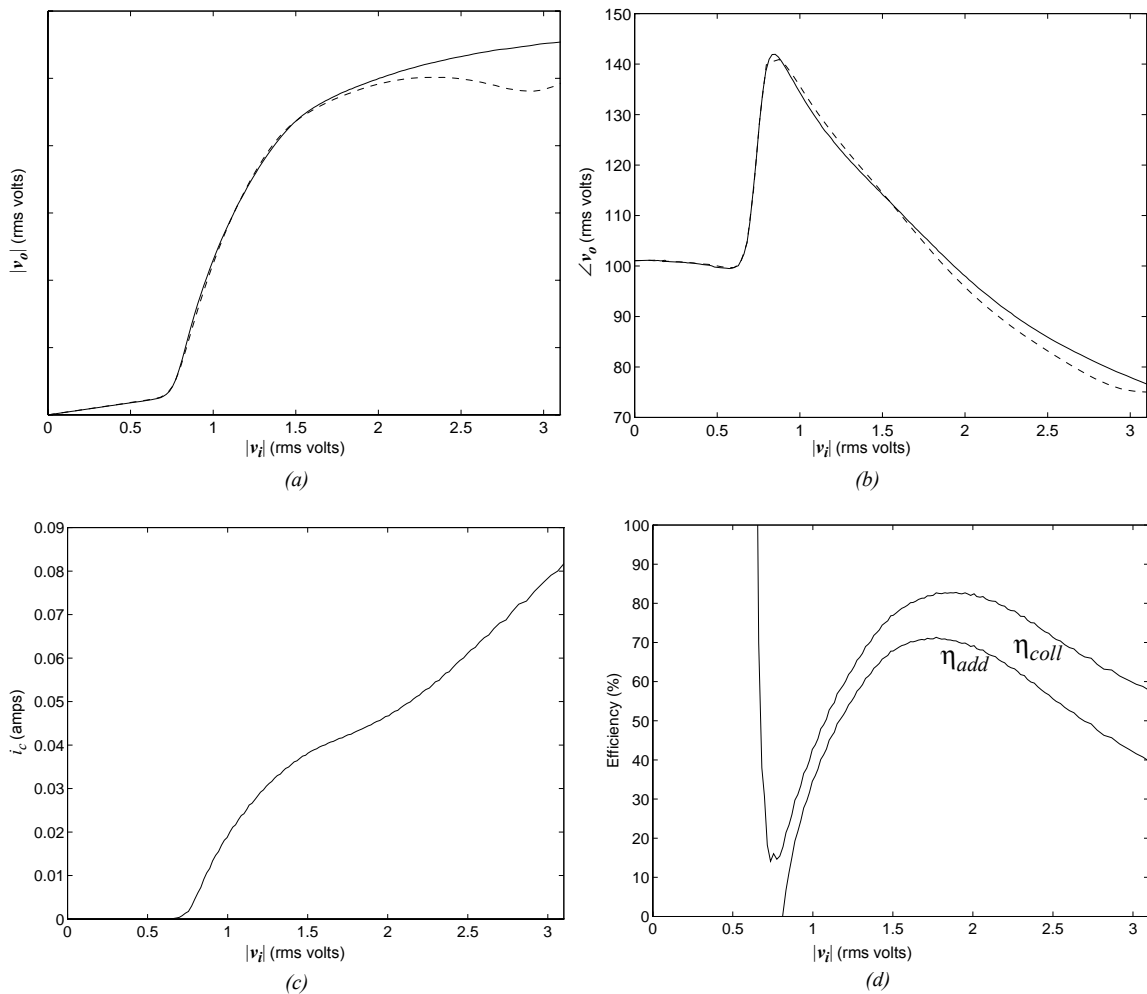 |v_o| (rms volts)
0 0.5 1 1.5 2 2.5 3
|v_i| (rms volts)
(a)
150
140
130
120
110
100
90
80
70
∠v_o (rms volts)
0 0.5 1 1.5 2 2.5 3
|v_i| (rms volts)
(b)
0.09
0.08
0.07
0.06
0.05
0.04
0.03
0.02
0.01
0
i_c (amps)
0 0.5 1 1.5 2 2.5 3
|v_i| (rms volts)
(c)
100
90
80
70
60
50
40
30
20
10
0
Efficiency (%)
η_coll
η_add
0 0.5 1 1.5 2 2.5 3
|v_i| (rms volts)
(d)